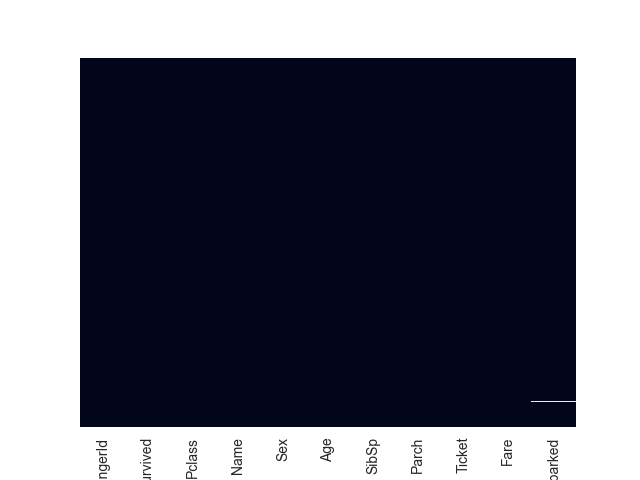 ngerId
urvived
Pclass
Name
Sex
Age
SibSp
Parch
Ticket
Fare
barked